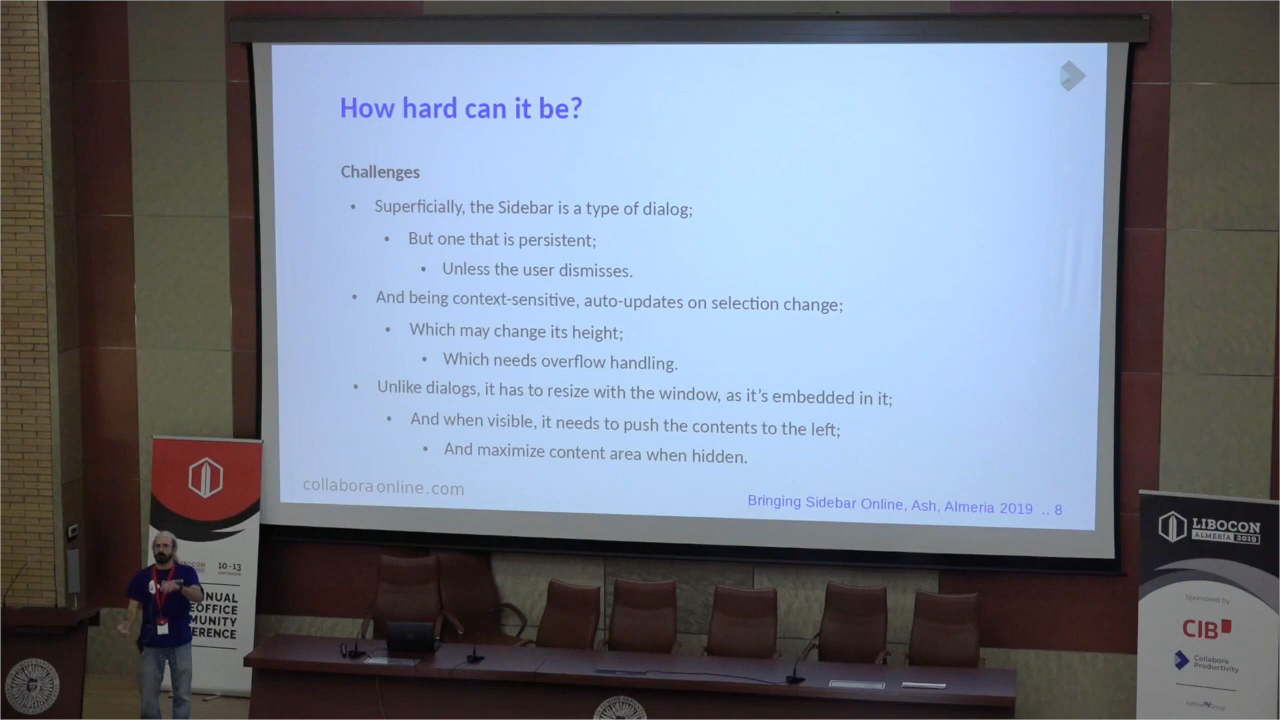 How hard can it be?
Challenges
• Superficially, the Sidebar is a type of dialog;
• But one that is persistent;
• Unless the user dismisses.
• And being context-sensitive, auto-updates on selection change;
• Which may change its height;
• Which needs overflow handling.
• Unlike dialogs, it has to resize with the window, as it’s embedded in it;
• And when visible, it needs to push the contents to the left;
• And maximize content area when hidden.
collaboraonline.com
Bringing Sidebar Online, Ash, Almeria 2019 .. 8
10-13
NUAL
EOFFICE
MUNITY
ERENCE
LIBOCON
ALMERÍA 2019
Sponsored by
CIB
Collabora
Productivity